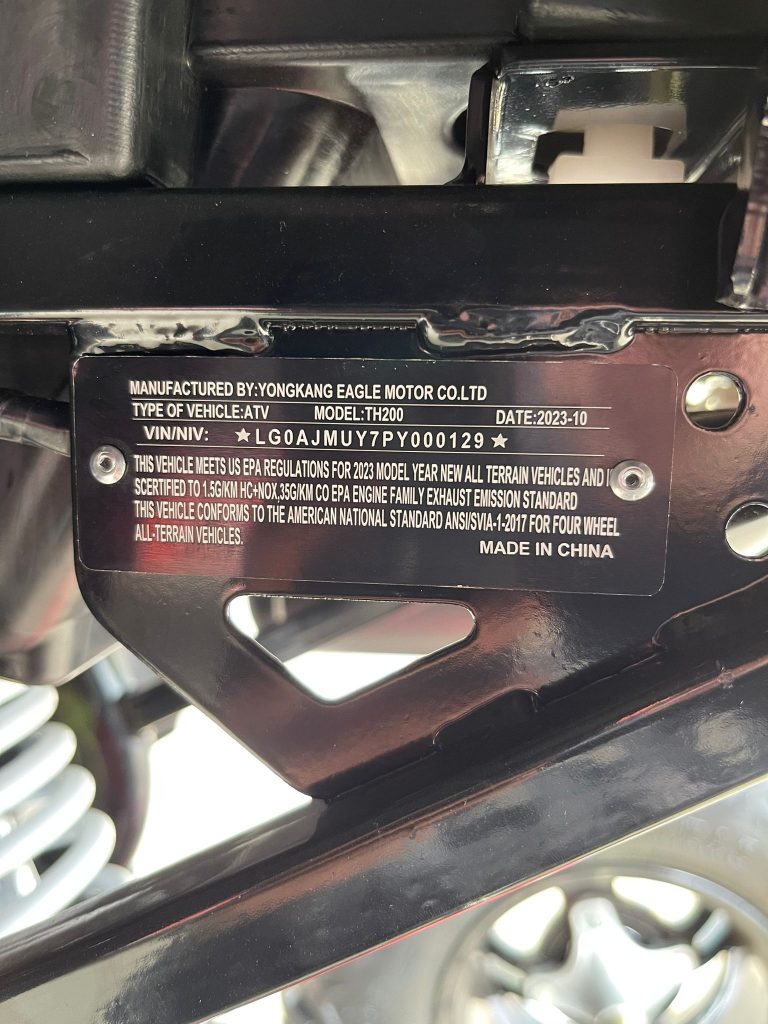 MANUFACTURED BY:YONGKANG EAGLE MOTOR CO.LTD
TYPE OF VEHICLE:ATV MODEL:TH200 DATE:2023-10
VIN/NIV: ★LG0AJMUY7PY000129★
THIS VEHICLE MEETS US EPA REGULATIONS FOR 2023 MODEL YEAR NEW ALL TERRAIN VEHICLES AND
SCERTIFIED TO 1.5G/KM HC+NOX,35G/KM CO EPA ENGINE FAMILY EXHAUST EMISSION STANDARD
THIS VEHICLE CONFORMS TO THE AMERICAN NATIONAL STANDARD ANSI/SVIA-1-2017 FOR FOUR WHEEL
ALL-TERRAIN VEHICLES.
MADE IN CHINA